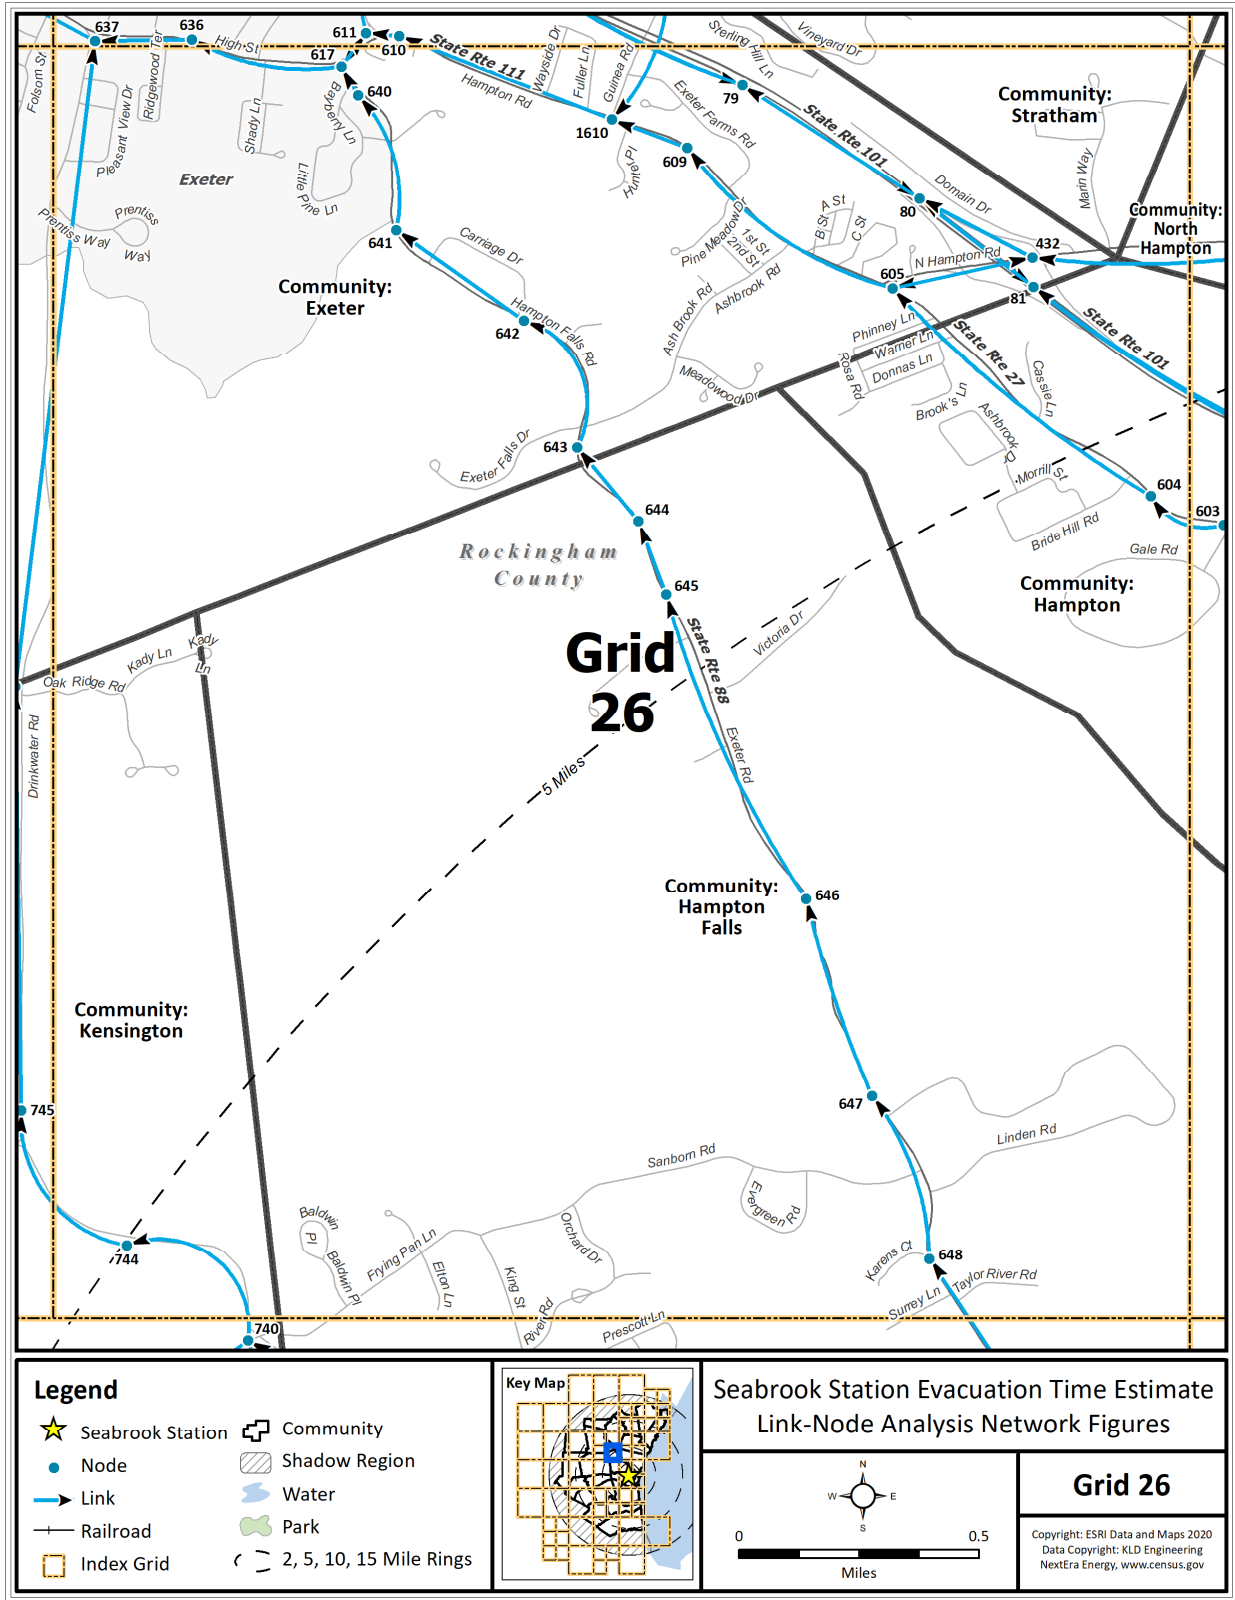 637
636
611
610
617
High St
State Rte 111
Hampton Rd
Wayside Dr
Fuller Ln
Guinea Rd
Sterling Hill Ln
Vineyard Dr
Folsom St
Ridgewood Ter
Pleasant View Dr
Shady Ln
Bayberry Ln
640
1610
79
Exeter Farms Rd
State Rte 101
Community:
Stratham
609
Hunter Pl
Exeter
Little
Pine Ln
Prentiss
Way
Prentiss Way
641
Carriage Dr
Pine Meadow Dr
1st St
2nd St
Ashbrook Rd
A St
B St
C St
80
Domain Dr
Marin Way
Community:
North
Hampton
432
N Hampton Rd
605
81
State Rte 101
Community:
Exeter
642
Hampton Falls Rd
Ash Brook Rd
Phinney Ln
Warner Ln
Donnas Ln
Rosa Rd
State Rte 27
Cassie Ln
Brook's Ln
Ashbrook
Dr
Meadowood Dr
643
Exeter Falls Dr
Morrill St
604
603
Bride Hill Rd
Gale Rd
644
Rockingham
County
645
Community:
Hampton
Grid
26
State Rte 88
Victoria Dr
Kady Ln
Kady
Ln
Oak Ridge Rd
Drinkwater Rd
Exeter Rd
5 Miles
Community:
Hampton
Falls
646
Community:
Kensington
745
647
Linden Rd
Sanborn Rd
Evergreen Rd
744
Baldwin
Pl
Baldwin Pl
Frying Pan Ln
Elton Ln
King St
Orchard Dr
River Rd
Prescott Ln
Karens Ct
648
Taylor River Rd
Surrey Ln
740
Legend
Seabrook Station
Node
Link
Railroad
Index Grid
Community
Shadow Region
Water
Park
2, 5, 10, 15 Mile Rings
Key Map
Seabrook Station Evacuation Time Estimate
Link-Node Analysis Network Figures
N
W
E
S
0
0.5
Miles
Grid 26
Copyright: ESRI Data and Maps 2020
Data Copyright: KLD Engineering
NextEra Energy, www.census.gov